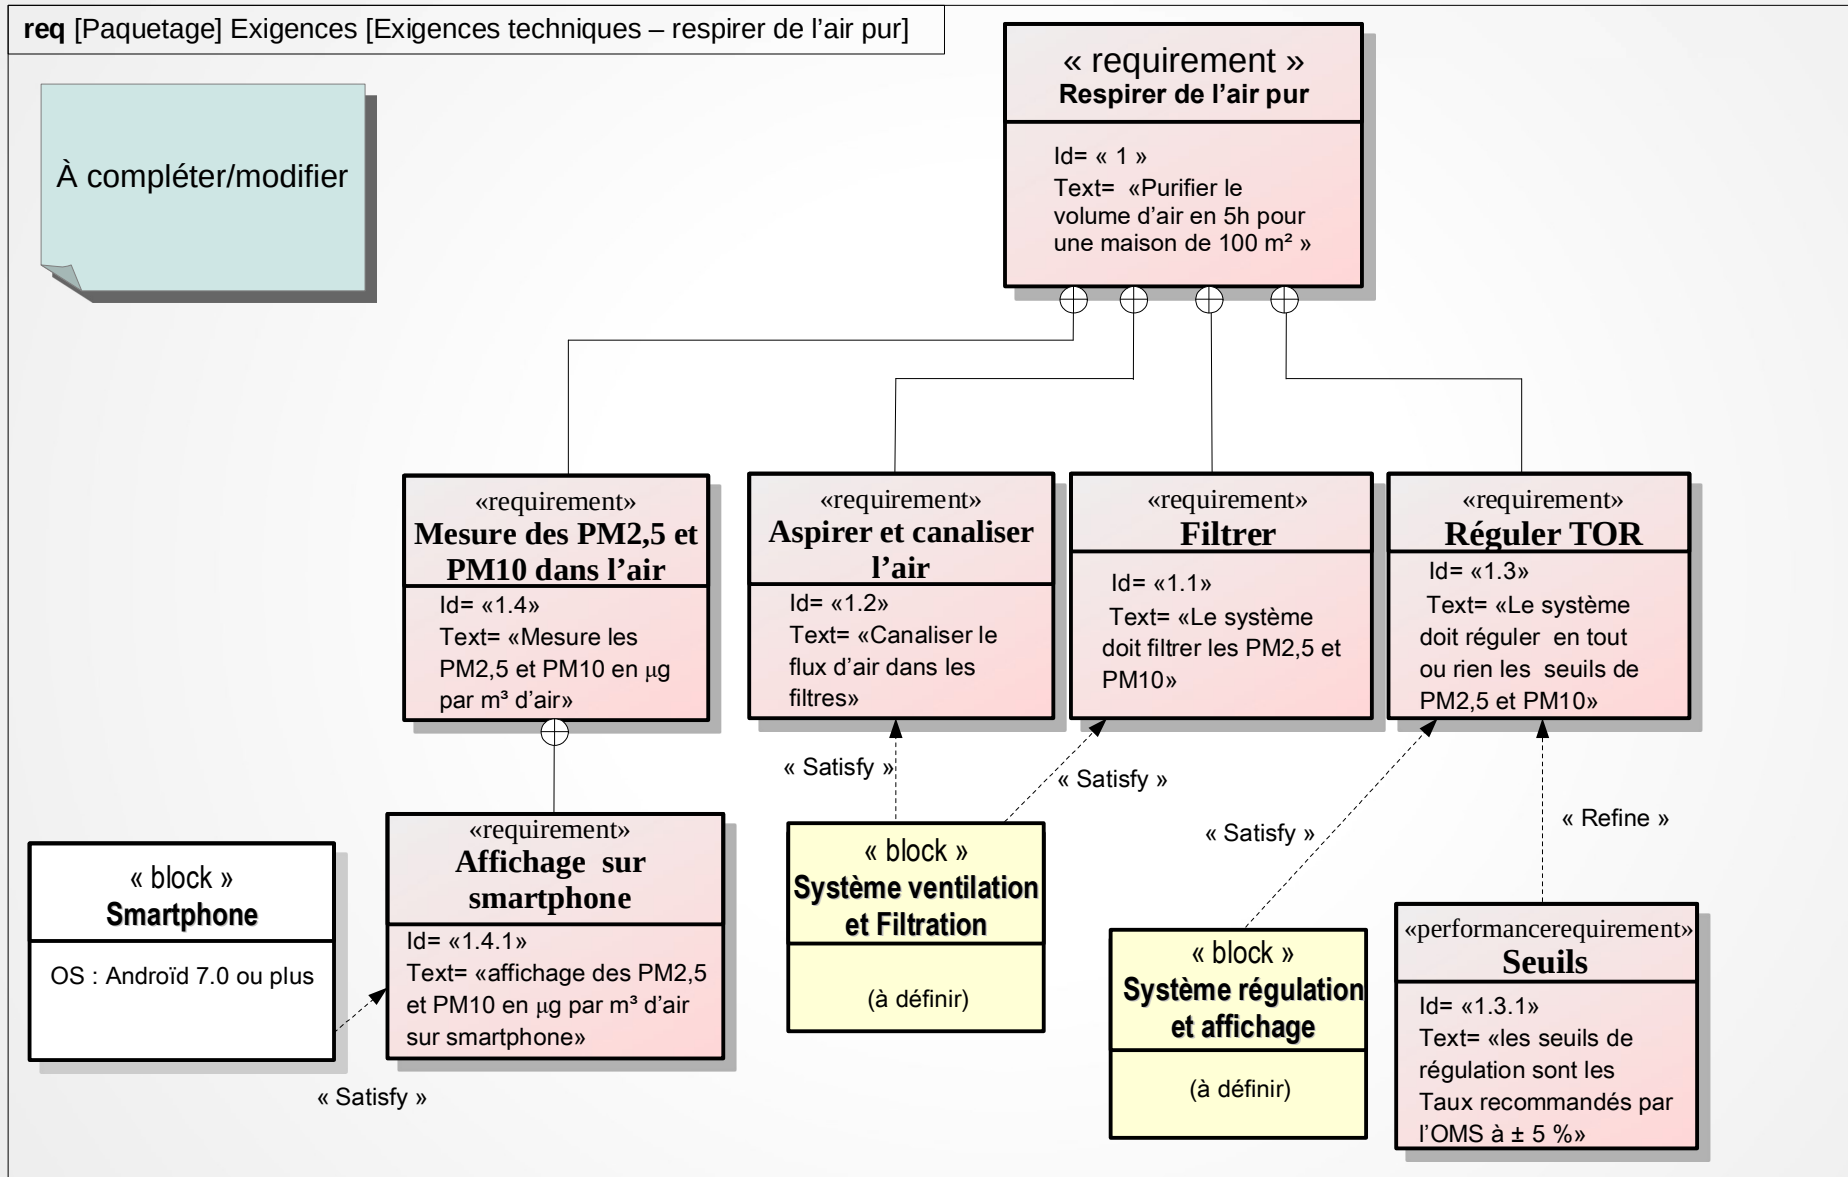 req [Paquetage] Exigences [Exigences techniques – respirer de l’air pur]
À compléter/modifier
« requirement »
Respirer de l’air pur
Id= « 1 »
Text=  «Purifier le
volume d’air en 5h pour
une maison de 100 m² »
«requirement»
Mesure des PM2,5 et
PM10 dans l’air
Id= «1.4»
Text= «Mesure les
PM2,5 et PM10 en µg
par m³ d’air»
«requirement»
Aspirer et canaliser
l’air
Id= «1.2»
Text= «Canaliser le
flux d’air dans les
filtres»
«requirement»
Filtrer
Id= «1.1»
Text= «Le système
doit filtrer les PM2,5 et
PM10»
«requirement»
Réguler TOR
Id= «1.3»
Text= «Le système
doit réguler  en tout
ou rien les  seuils de
PM2,5 et PM10»
« Satisfy »
« Satisfy »
« Satisfy »
« Refine »
« block »
Smartphone
OS : Androïd 7.0 ou plus
« Satisfy »
«requirement»
Affichage  sur
smartphone
Id= «1.4.1»
Text= «affichage des PM2,5
et PM10 en µg par m³ d’air
sur smartphone»
« block »
Système ventilation
et Filtration
(à définir)
« block »
Système régulation
et affichage
(à définir)
«performancerequirement»
Seuils
Id= «1.3.1»
Text= «les seuils de
régulation sont les
Taux recommandés par
l’OMS à ± 5 %»